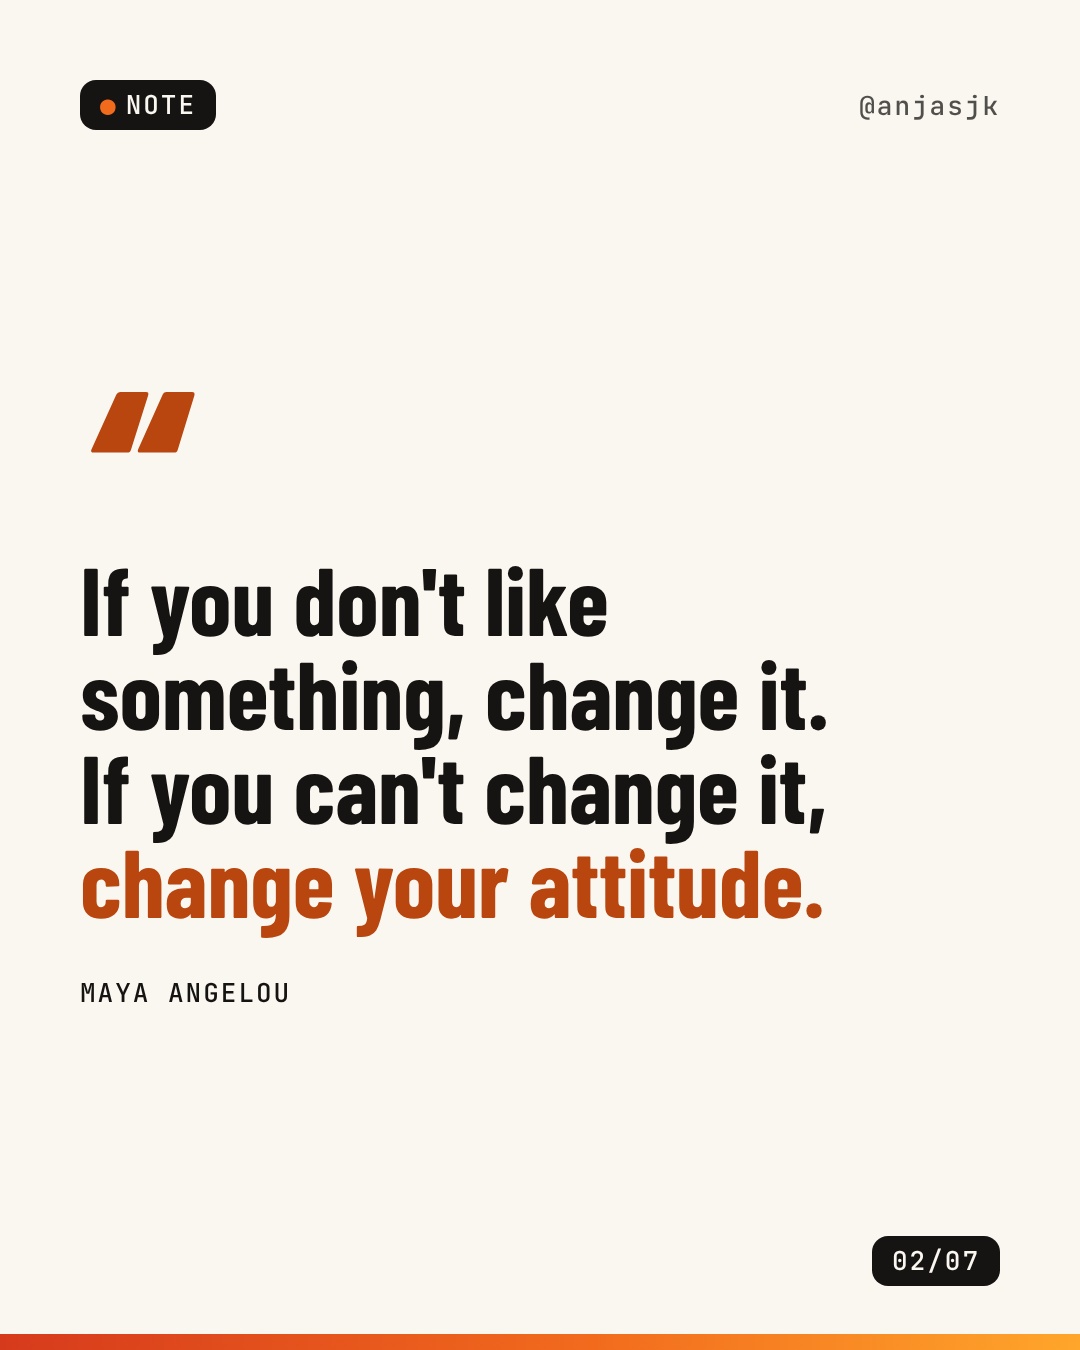 NOTE
@anjasjk
“
If you don't like
something, change it.
If you can't change it,
change your attitude.
MAYA ANGELOU
02/07